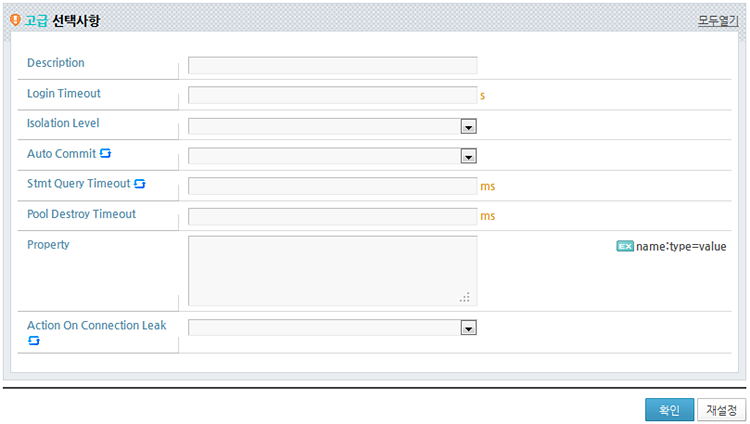 고급 선택사항
모두열기
Description
Login Timeout
s
Isolation Level
Auto Commit
Stmt Query Timeout
ms
Pool Destroy Timeout
ms
Property
EX name:type=value
Action On Connection Leak
확인
재설정